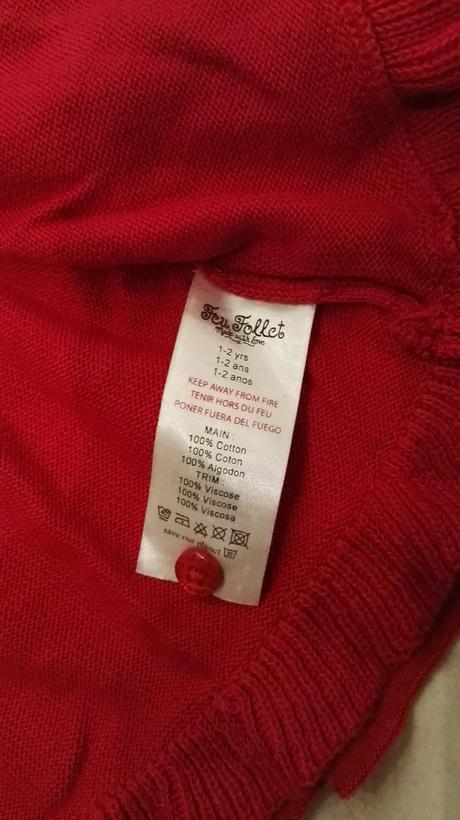 Feu Follet
Made with love
1-2 yrs
1-2 ans
1-2 anos
KEEP AWAY FROM FIRE
TENIR HORS DU FEU
PONER FUERA DEL FUEGO
MAIN :
100% Cotton
100% Coton
100% Algodon
TRIM :
100% Viscose
100% Viscose
100% Viscosa
save our planet